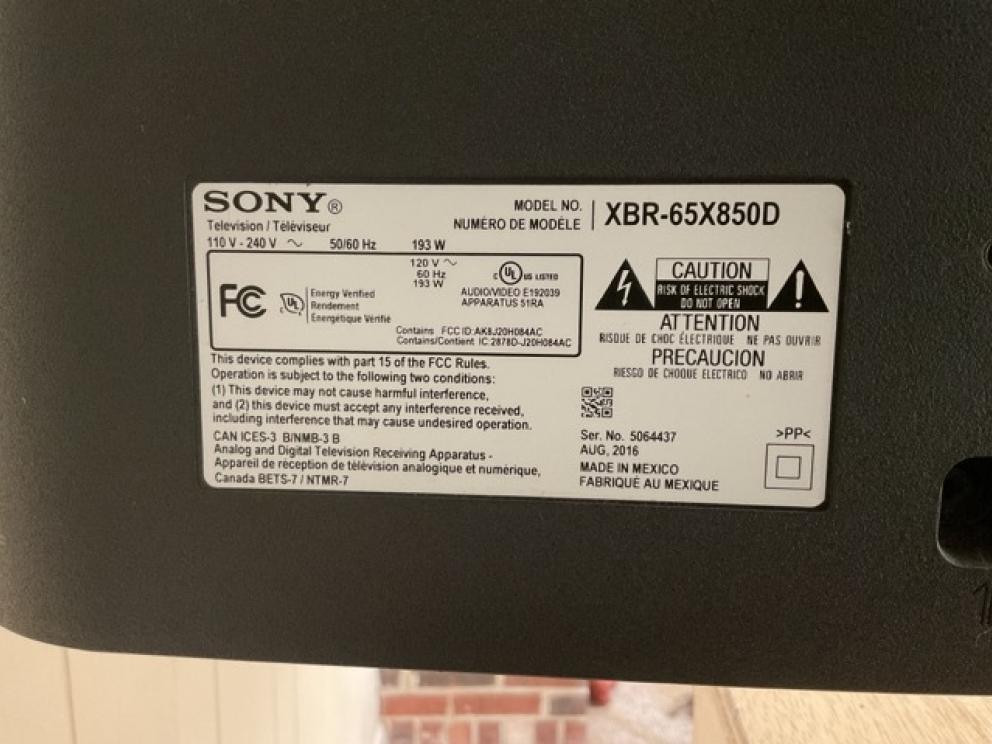 SONY®
MODEL NO.
NUMÉRO DE MODÈLE
XBR-65X850D
Television / Téléviseur
110 V - 240 V ~ 50/60 Hz 193 W
120 V ~
60 Hz
193 W
C UL US LISTED
AUDIO/VIDEO E192039
APPARATUS 51RA
FC
UL
Energy Verified
Rendement
Énergétique Vérifié
Contains FCC ID:AK8J20H084AC
Contains/Contient IC:2878D-J20H084AC
CAUTION
RISK OF ELECTRIC SHOCK
DO NOT OPEN
ATTENTION
RISQUE DE CHOC ÉLECTRIQUE NE PAS OUVRIR
PRECAUCION
RIESGO DE CHOQUE ELECTRICO NO ABRIR
This device complies with part 15 of the FCC Rules.
Operation is subject to the following two conditions:
(1) This device may not cause harmful interference,
and (2) this device must accept any interference received,
including interference that may cause undesired operation.
CAN ICES-3 B/NMB-3 B
Analog and Digital Television Receiving Apparatus -
Appareil de réception de télévision analogique et numérique,
Canada BETS-7 / NTMR-7
Ser. No. 5064437
AUG, 2016
MADE IN MEXICO
FABRIQUÉ AU MEXIQUE
>PP<